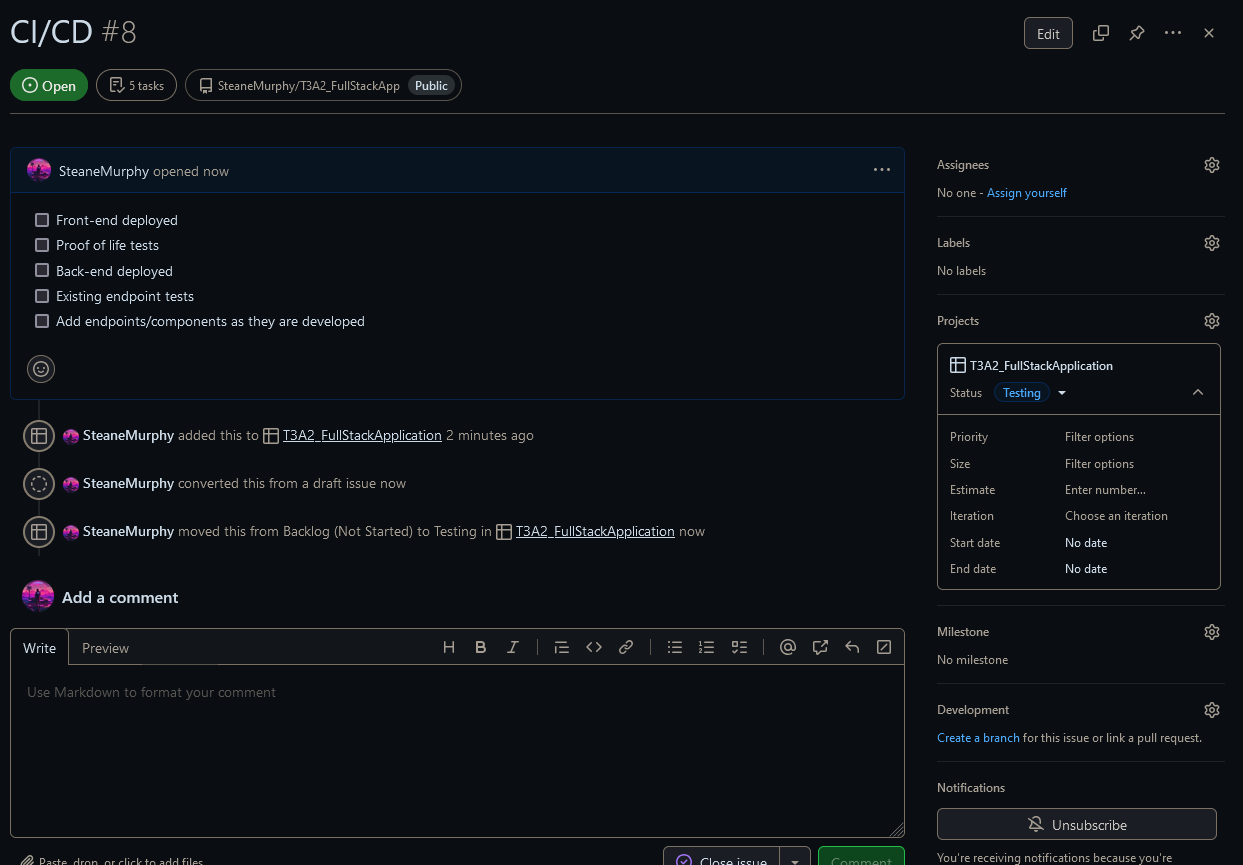 CI/CD #8
Edit
Open
5 tasks
SteaneMurphy/T3A2_FullStackApp Public
SteaneMurphy opened now
Front-end deployed
Proof of life tests
Back-end deployed
Existing endpoint tests
Add endpoints/components as they are developed
SteaneMurphy added this to T3A2_FullStackApplication 2 minutes ago
SteaneMurphy converted this from a draft issue now
SteaneMurphy moved this from Backlog (Not Started) to Testing in T3A2_FullStackApplication now
Add a comment
Write Preview
Use Markdown to format your comment
Paste, drop, or click to add files
Close issue
Comment
Assignees
No one - Assign yourself
Labels
No labels
Projects
T3A2_FullStackApplication
Status Testing
Priority Filter options
Size Filter options
Estimate Enter number...
Iteration Choose an iteration
Start date No date
End date No date
Milestone
No milestone
Development
Create a branch for this issue or link a pull request.
Notifications
Unsubscribe
You're receiving notifications because you're